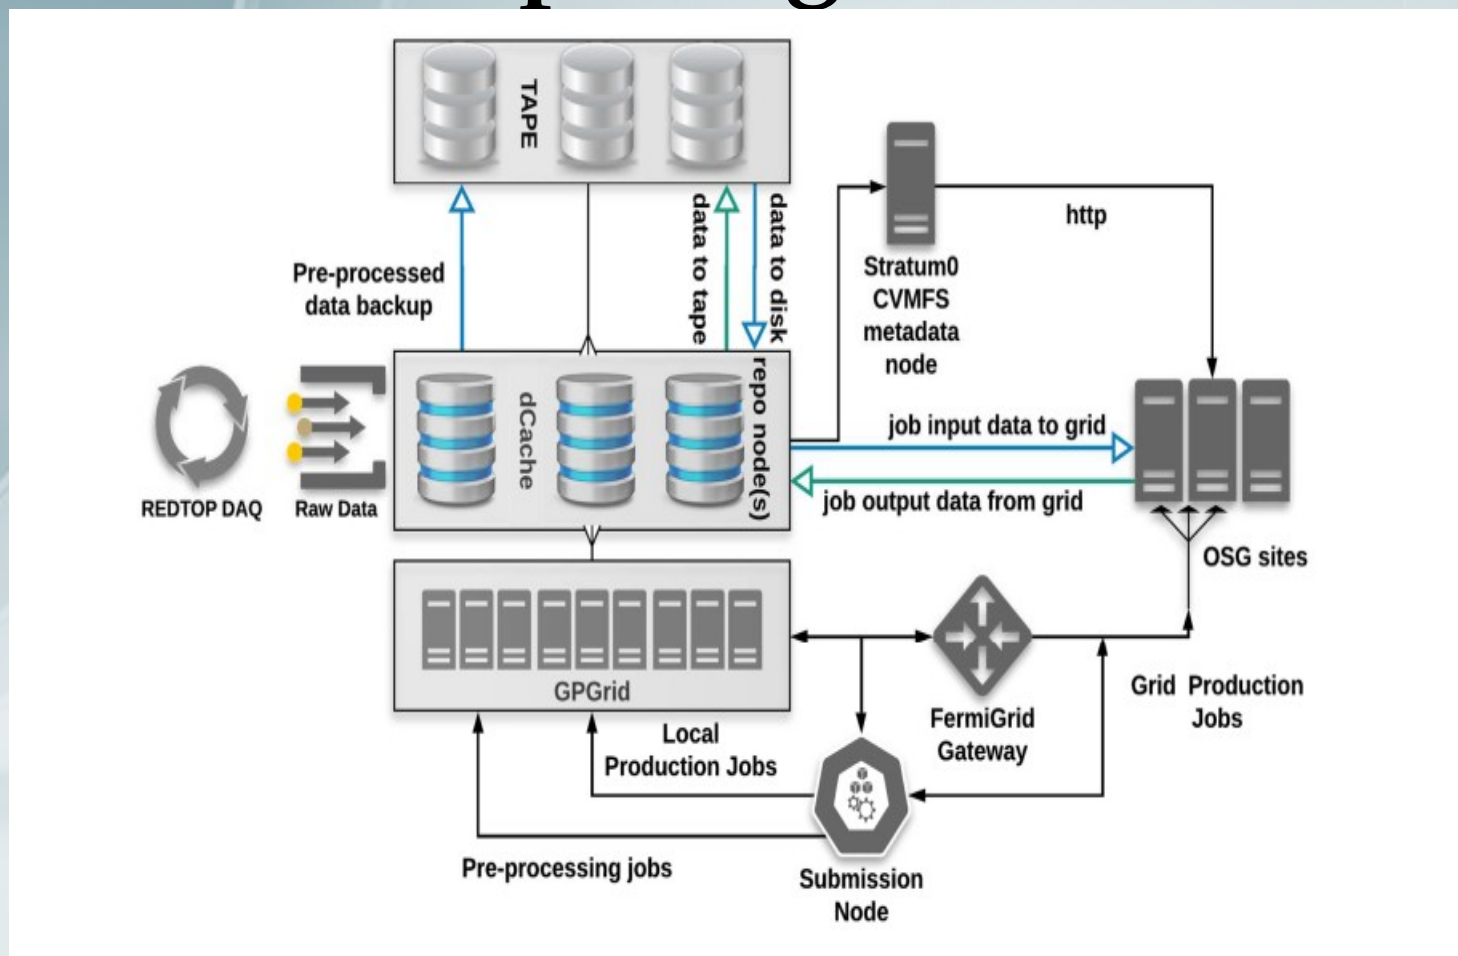 TAPE
Pre-processed
data backup
data to tape
data to disk
http
Stratum0
CVMFS
metadata
node
dCache
repo node(s)
REDTOP DAQ
Raw Data
job input data to grid
job output data from grid
OSG sites
GPGrid
FermiGrid
Gateway
Grid Production
Jobs
Local
Production Jobs
Pre-processing jobs
Submission
Node